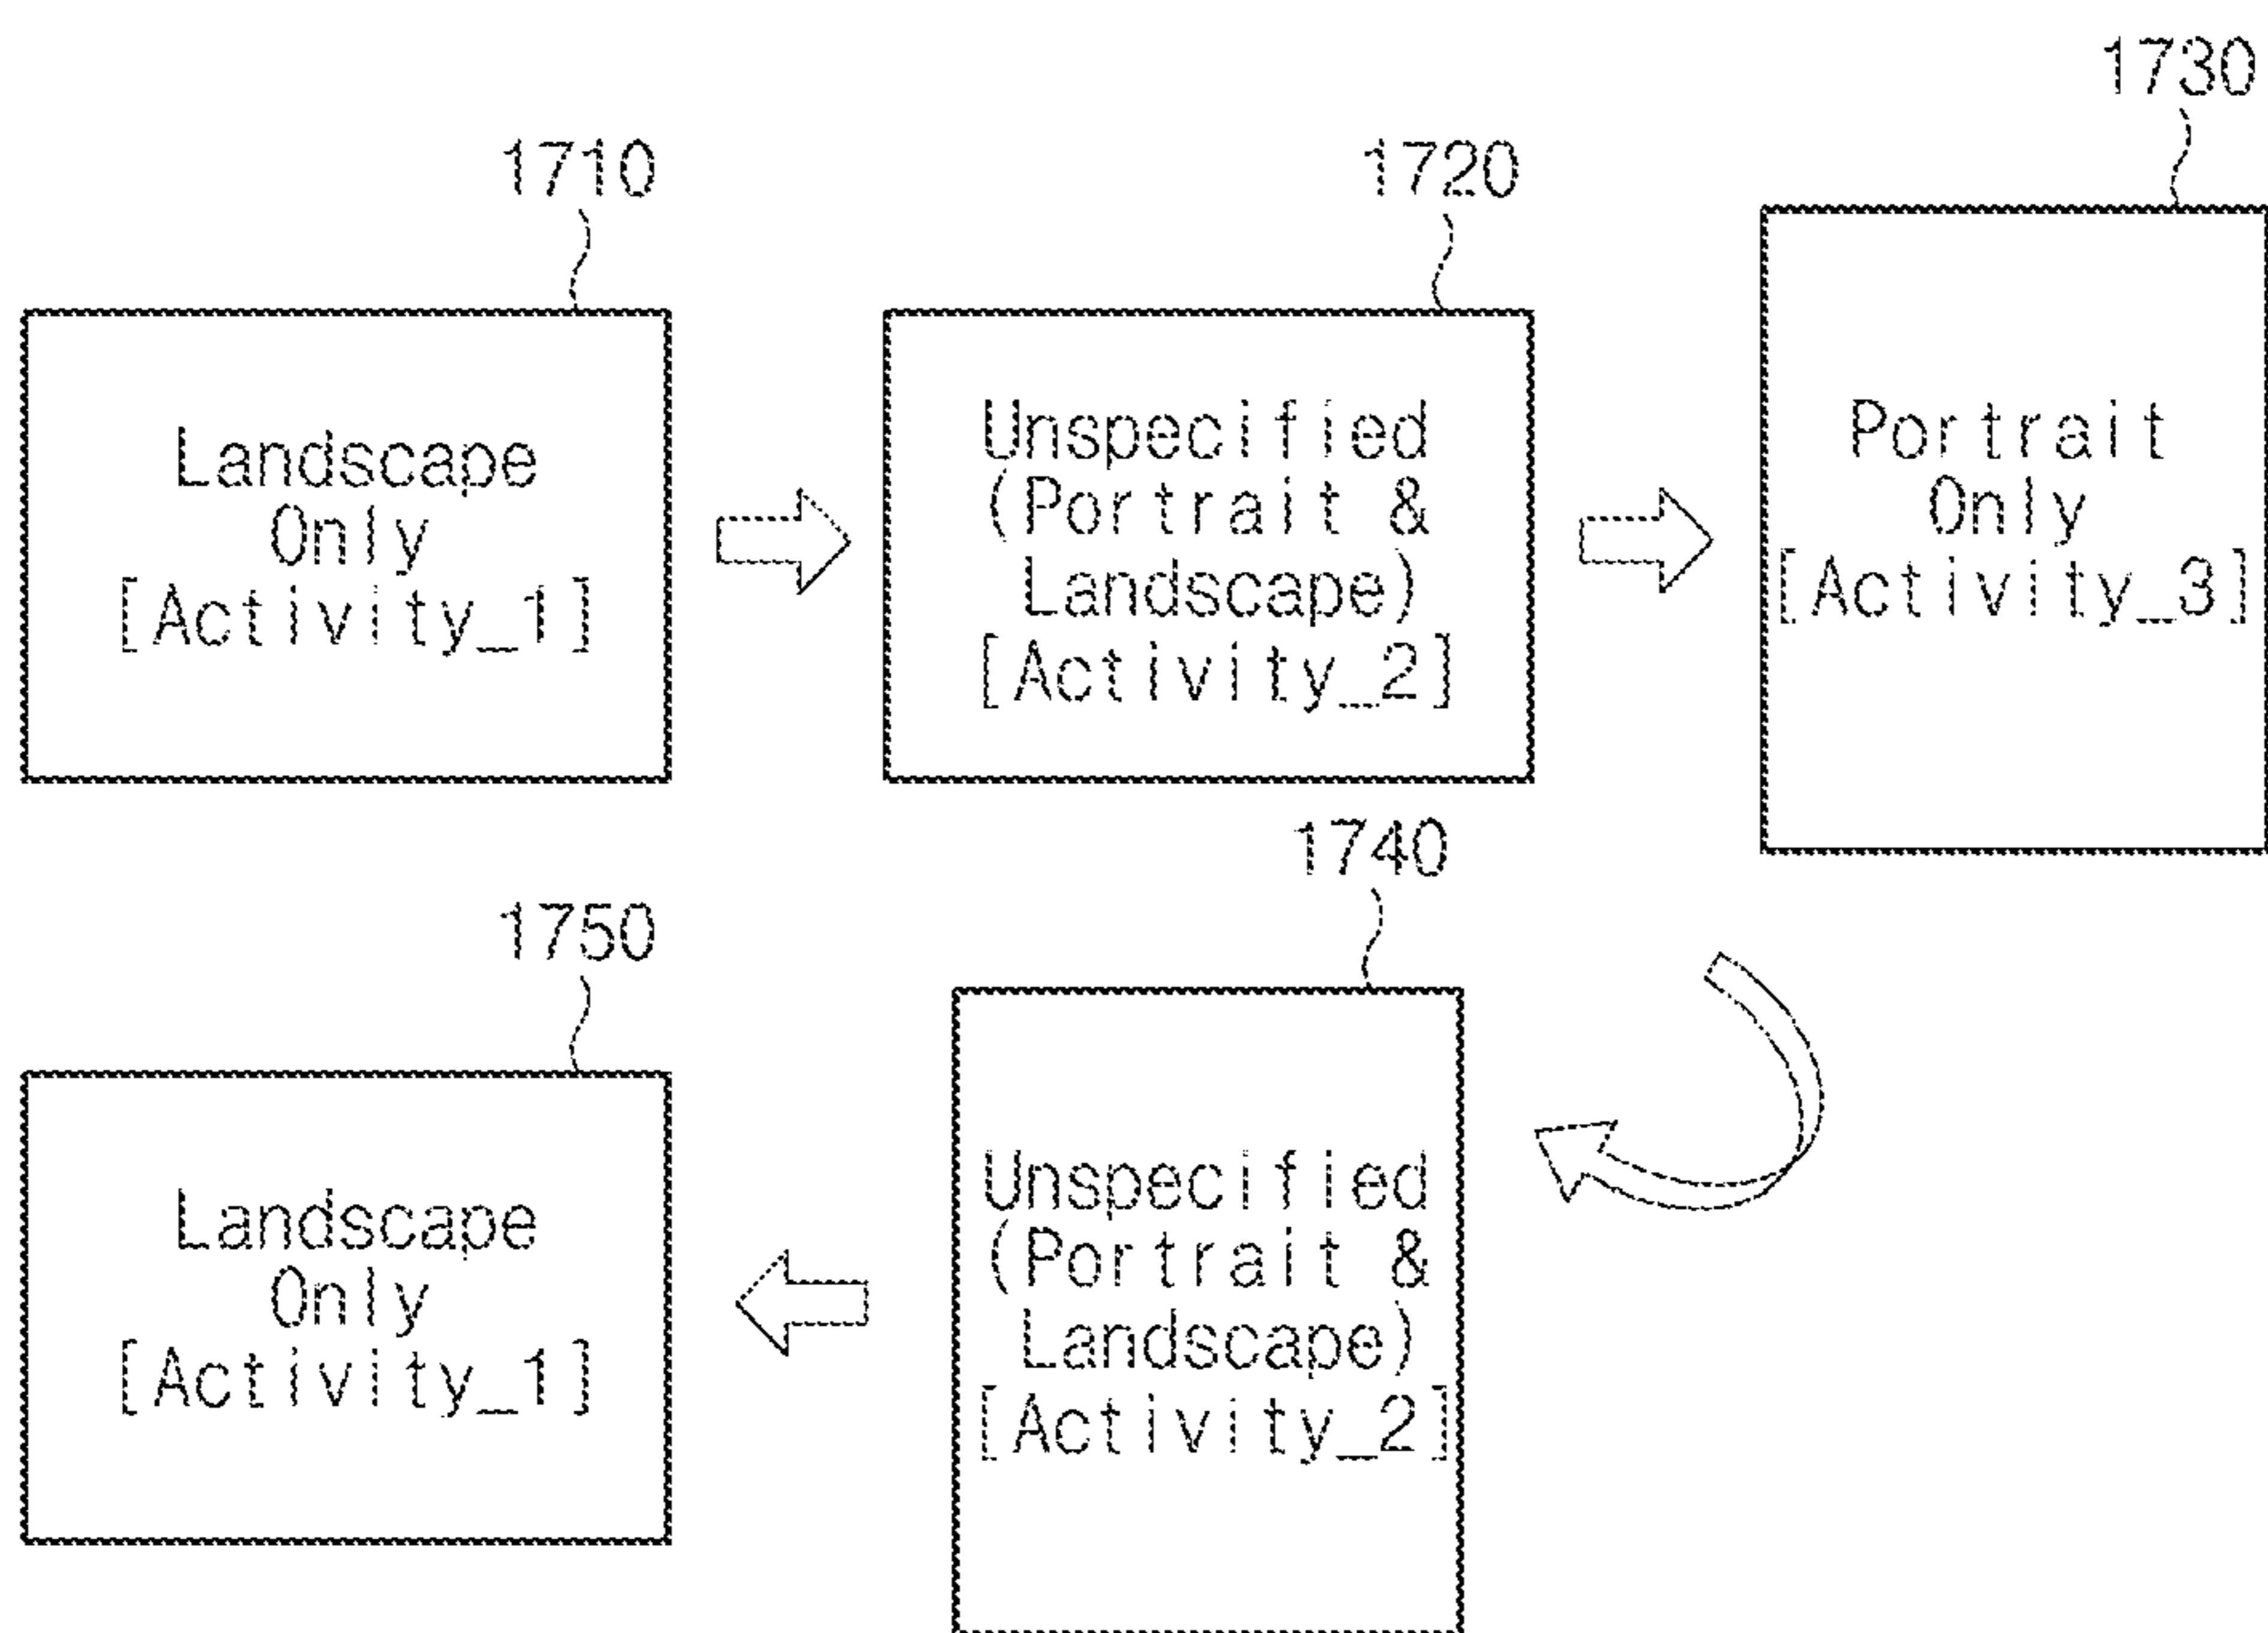 1710
Landscape
Only
[Activity_1]
1720
Unspecified
(Portrait &
Landscape)
[Activity_2]
1730
Portrait
Only
[Activity_3]
1740
Unspecified
(Portrait &
Landscape)
[Activity_2]
1750
Landscape
Only
[Activity_1]